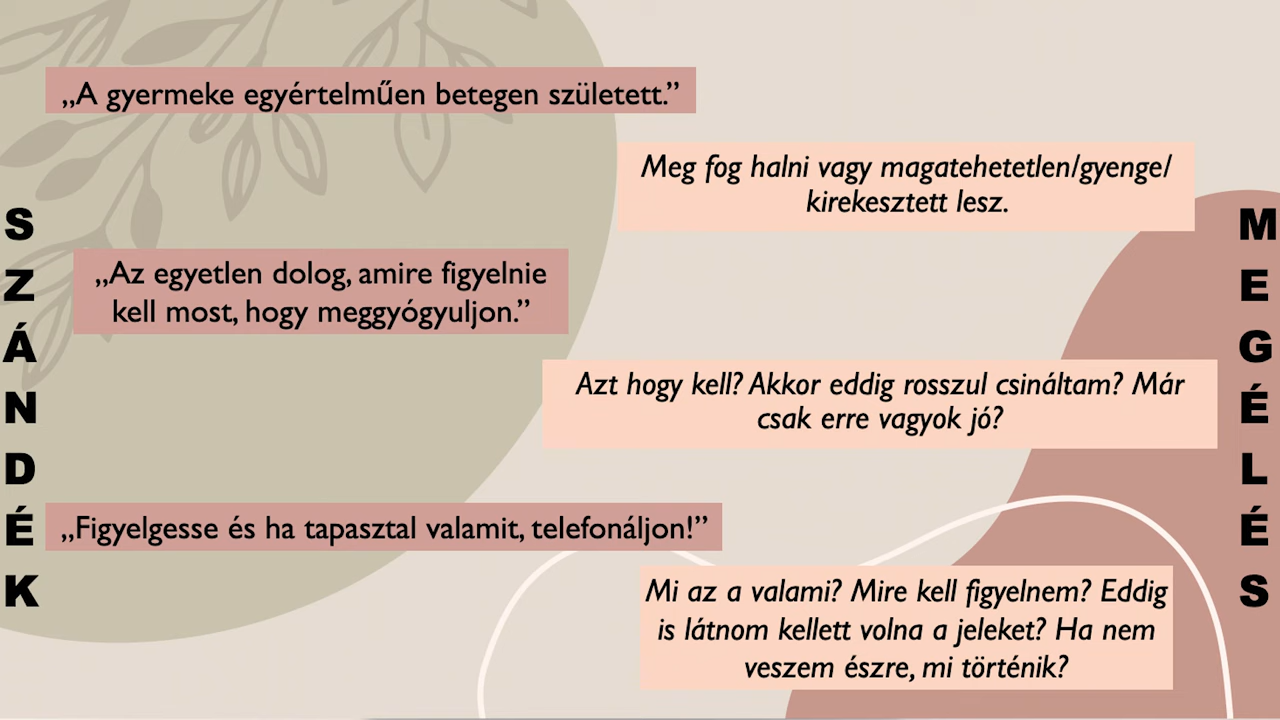 „A gyermeke egyértelműen betegen született.”
Meg fog halni vagy magatehetetlen/gyenge/
kirekesztett lesz.
SZÁNDÉK
MEGÉLÉS
„Az egyetlen dolog, amire figyelnie
kell most, hogy meggyógyuljon.”
Azt hogy kell? Akkor eddig rosszul csináltam? Már
csak erre vagyok jó?
„Figyelgesse és ha tapasztal valamit, telefonáljon!”
Mi az a valami? Mire kell figyelnem? Eddig
is látnom kellett volna a jeleket? Ha nem
veszem észre, mi történik?